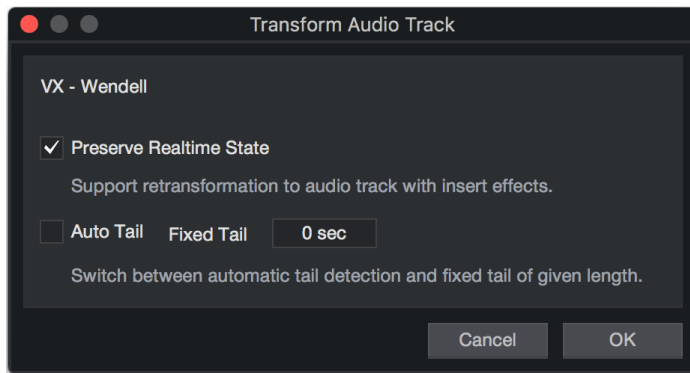 Transform Audio Track
VX - Wendell
Preserve Realtime State
Support retransformation to audio track with insert effects.
Auto Tail Fixed Tail 0 sec
Switch between automatic tail detection and fixed tail of given length.
Cancel OK